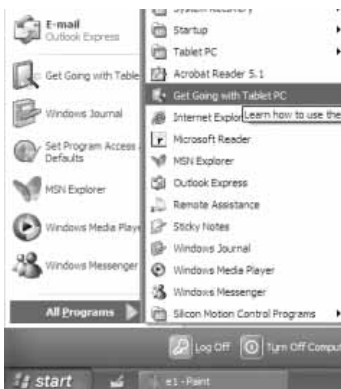 System Recovery
E-mail
Outlook Express
Get Going with Table
Windows Journal
Set Program Access
Defaults
MSN Explorer
Windows Media Playe
Windows Messenger
All Programs
Startup
Tablet PC
Acrobat Reader 5.1
Get Going with Tablet PC
Internet Explor
Learn how to use the
Microsoft Reader
MSN Explorer
Outlook Express
Remote Assistance
Sticky Notes
Windows Journal
Windows Media Player
Windows Messenger
Silicon Motion Control Programs
Log Off
Turn Off Comput
start
e1 - Paint